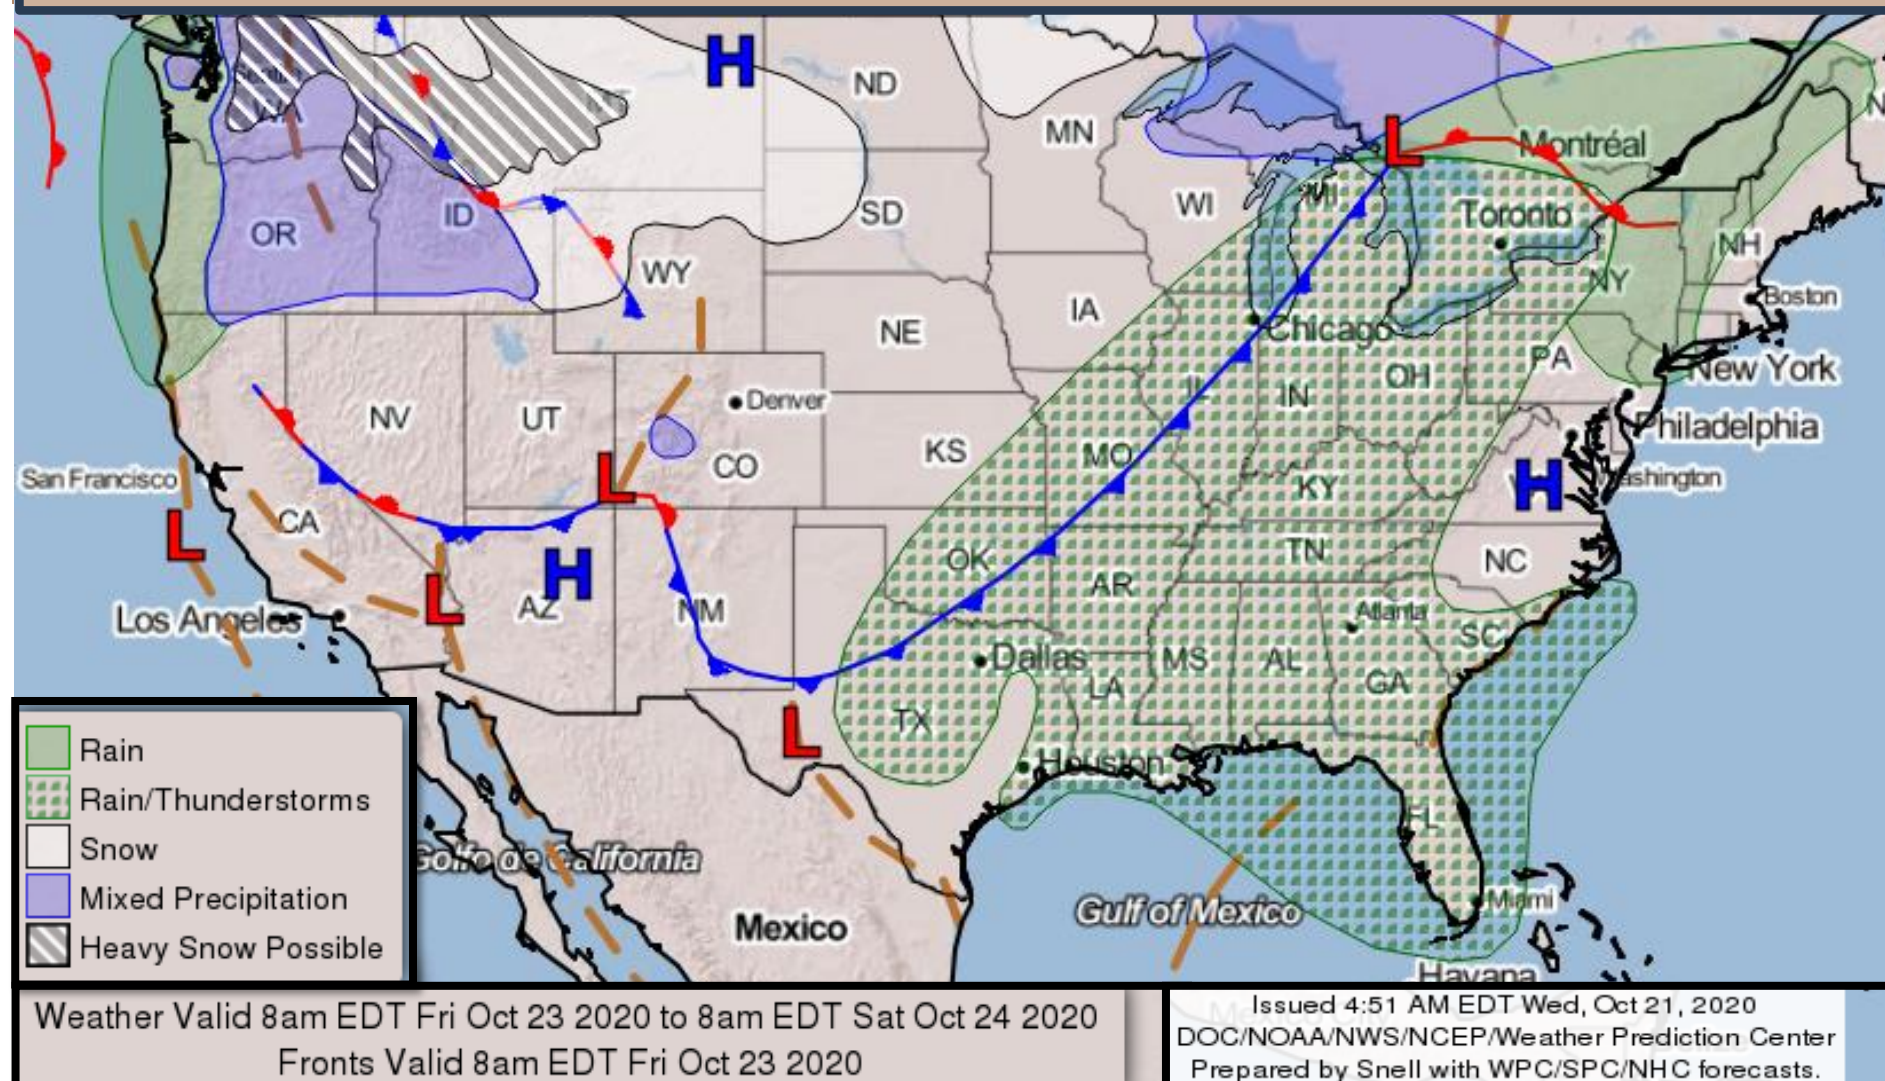 H
ND
MT
Seattle
WA
MN
Montréal
L
MI
WI
OR
ID
SD
Toronto
NH
WY
NY
Boston
IA
NE
Chicago
PA
New York
NV
UT
Denver
IL
IN
OH
Philadelphia
San Francisco
CO
KS
MO
KY
H
Washington
L
CA
L
OK
TN
NC
H
AZ
L
NM
AR
Atlanta
Los Angeles
Dallas
MS
AL
SC
LA
GA
TX
L
Houston
FL
Golfo de California
Miami
Gulf of Mexico
Mexico
Havana
Rain
Rain/Thunderstorms
Snow
Mixed Precipitation
Heavy Snow Possible
Weather Valid 8am EDT Fri Oct 23 2020 to 8am EDT Sat Oct 24 2020
Fronts Valid 8am EDT Fri Oct 23 2020
Issued 4:51 AM EDT Wed, Oct 21, 2020
DOC/NOAA/NWS/NCEP/Weather Prediction Center
Prepared by Snell with WPC/SPC/NHC forecasts.